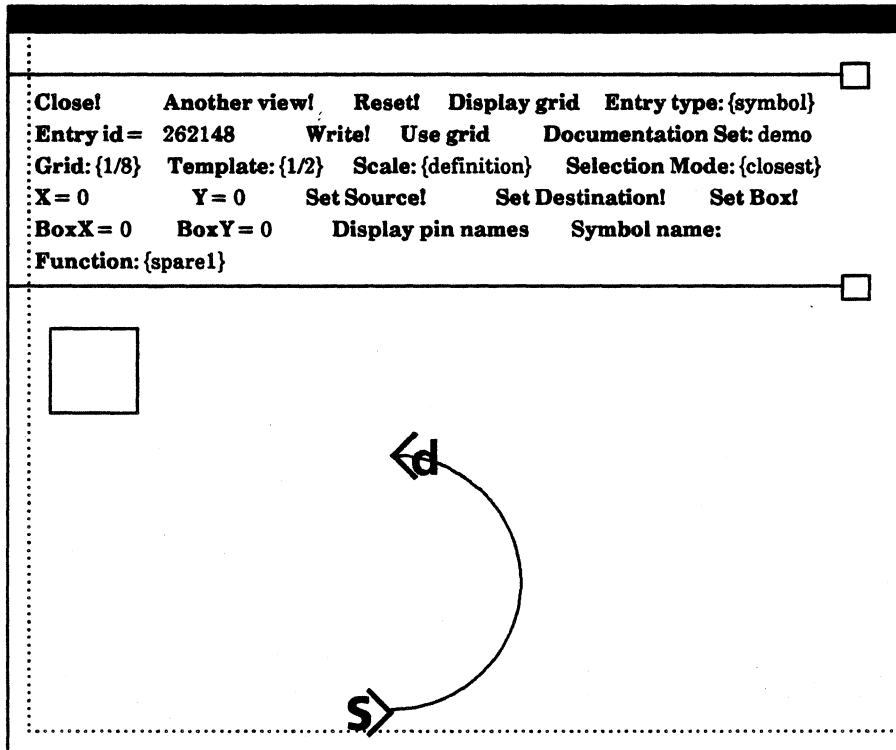 Close! Another view! Reset! Display grid Entry type: {symbol}
Entry id = 262148 Write! Use grid Documentation Set: demo
Grid: {1/8} Template: {1/2} Scale: {definition} Selection Mode: {closest}
X = 0 Y = 0 Set Source! Set Destination! Set Box!
BoxX = 0 BoxY = 0 Display pin names Symbol name:
Function: {spare1}
d
S